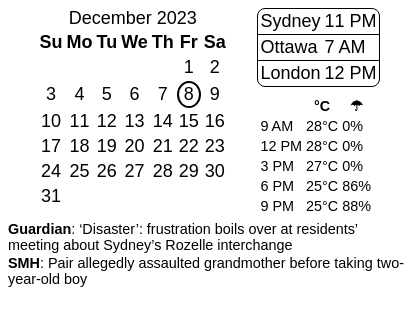 December 2023
Su Mo Tu We Th Fr Sa
1 2
3 4 5 6 7 8 9
10 11 12 13 14 15 16
17 18 19 20 21 22 23
24 25 26 27 28 29 30
31
Sydney 11 PM
Ottawa 7 AM
London 12 PM
°C ☂
9 AM 28°C 0%
12 PM 28°C 0%
3 PM 27°C 0%
6 PM 25°C 86%
9 PM 25°C 88%
Guardian: ‘Disaster’: frustration boils over at residents’
meeting about Sydney’s Rozelle interchange
SMH: Pair allegedly assaulted grandmother before taking two-
year-old boy